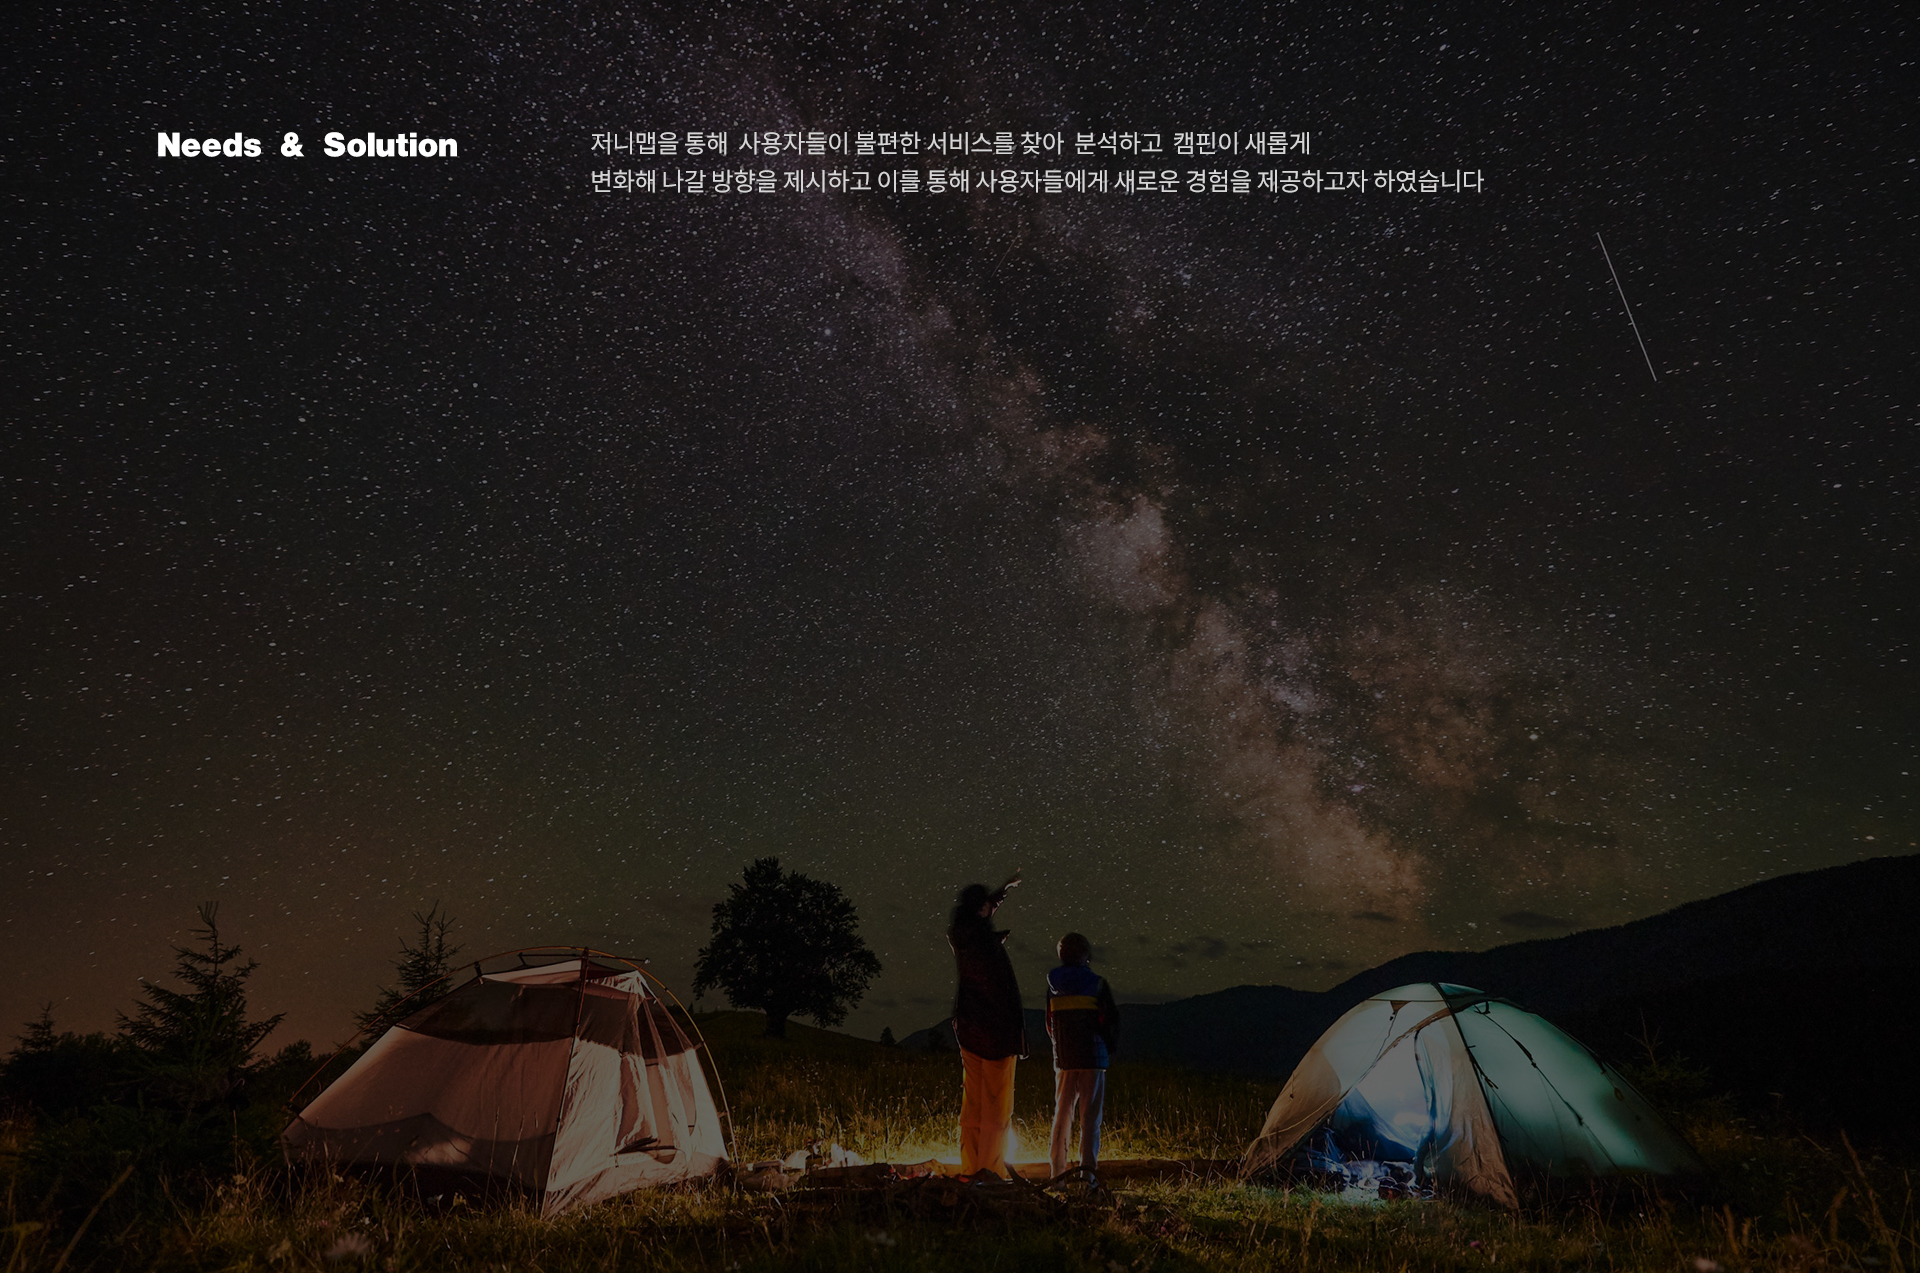 Needs & Solution
저니맵을 통해 사용자들이 불편한 서비스를 찾아 분석하고 캠핀이 새롭게
변화해 나갈 방향을 제시하고 이를 통해 사용자들에게 새로운 경험을 제공하고자 하였습니다